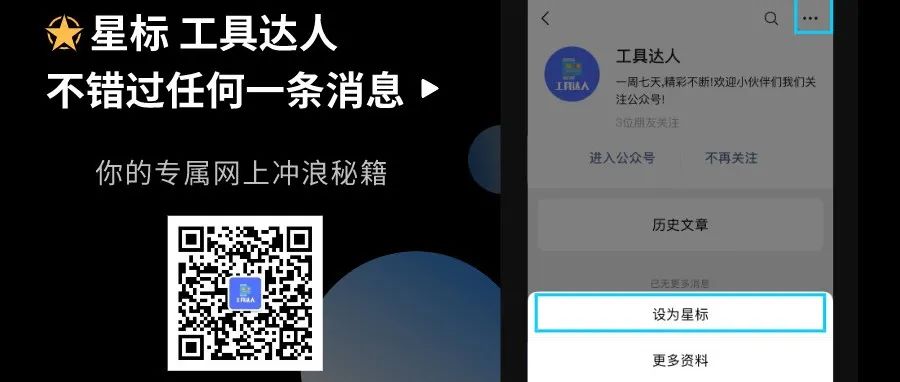 星标 工具达人
不错过任何一条消息!
你的专属网上冲浪秘籍
工具达人
工具达人
工具达人
一周七天,精彩不断!欢迎小伙伴们我们关
注公众号!
3位朋友关注
进入公众号 不再关注
历史文章
已无更多消息
设为星标
更多资料